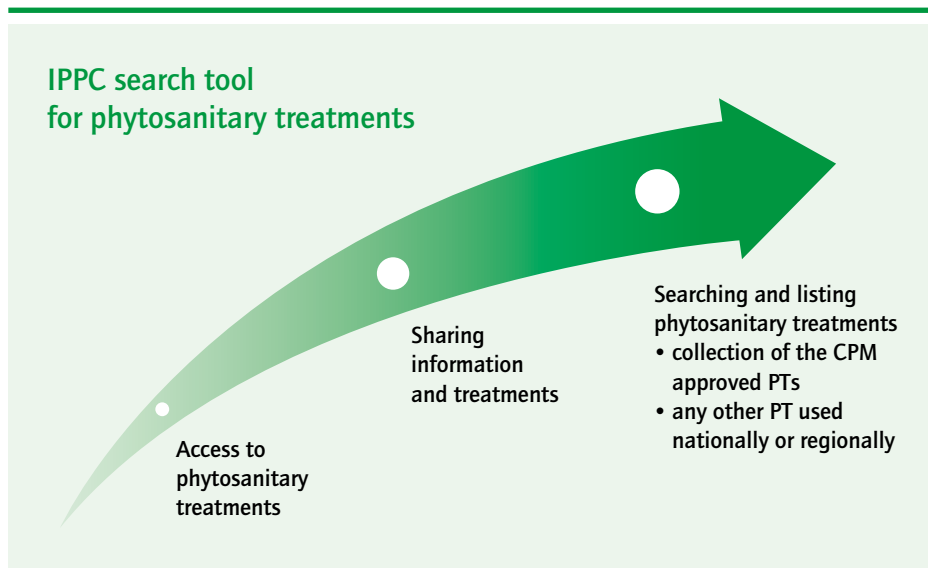 IPPC search tool
for phytosanitary treatments
Access to
phytosanitary
treatments
Sharing
information
and treatments
Searching and listing
phytosanitary treatments
• collection of the CPM
approved PTs
• any other PT used
nationally or regionally